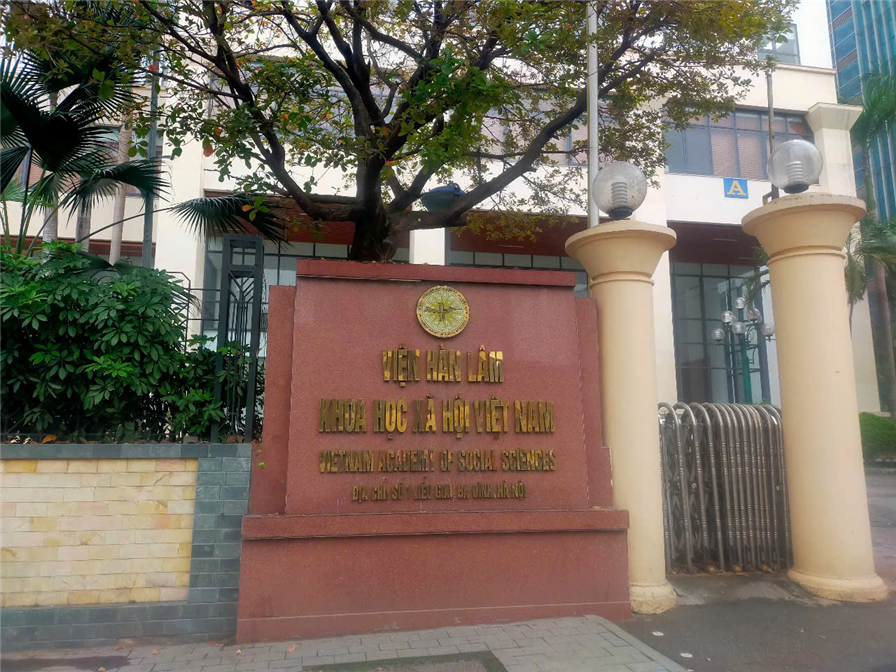 VIỆN HÀN LÂM
KHOA HỌC XÃ HỘI VIỆT NAM
VIETNAM ACADEMY OF SOCIAL SCIENCES
ĐỊA CHỈ: SỐ 1 LIỄU GIAI, BA ĐÌNH, HÀ NỘI
A